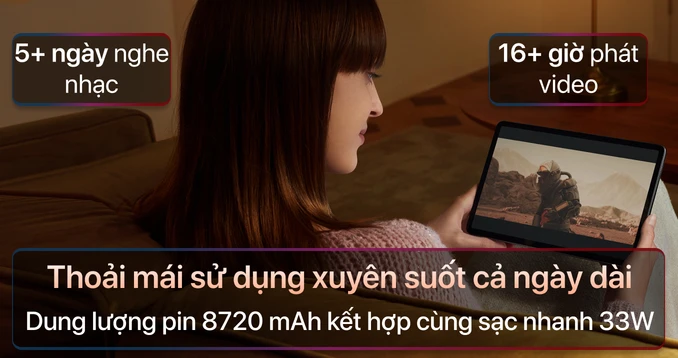 5+ ngày nghe
nhạc
16+ giờ phát
video
Thoải mái sử dụng xuyên suốt cả ngày dài
Dung lượng pin 8720 mAh kết hợp cùng sạc nhanh 33W